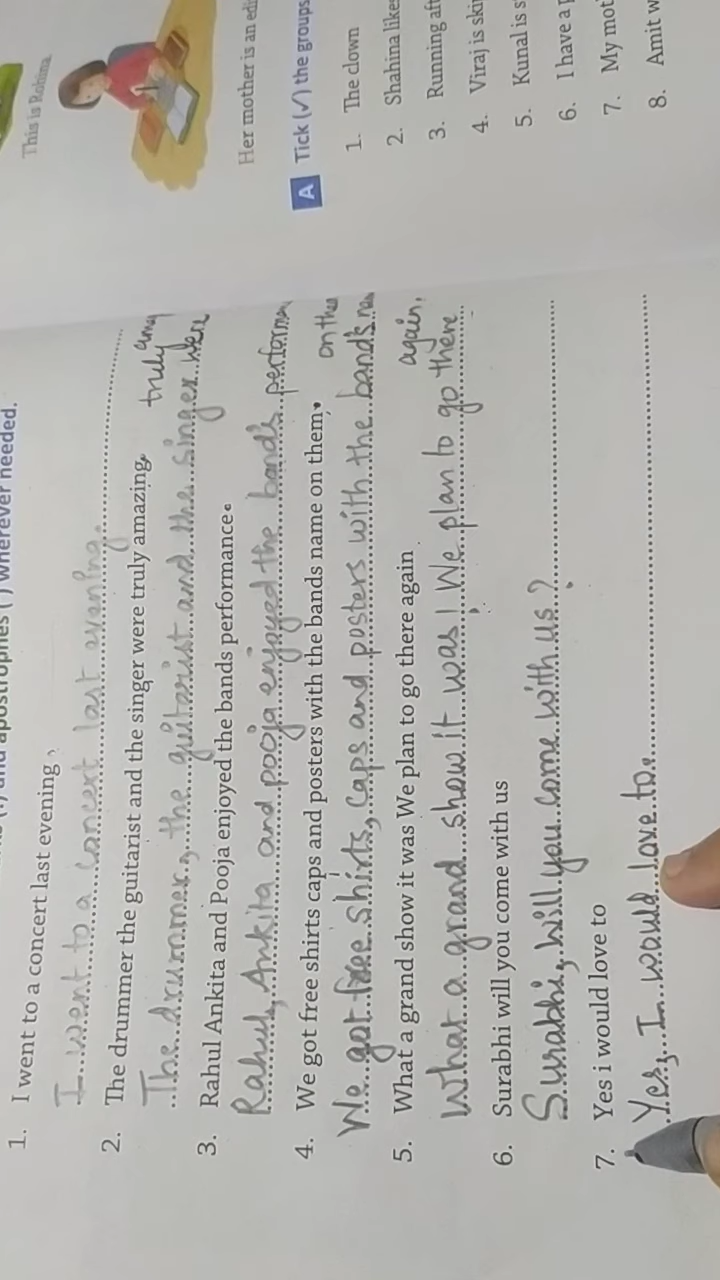 and apostrophes (') wherever needed.
1. I went to a concert last evening ,
I went to a concert last evening.
2. The drummer the guitarist and the singer were truly amazing.
truly
The drummer, the guitarist and the singer were
3. Rahul Ankita and Pooja enjoyed the bands performance.
Rahul, Ankita and pooja enjoyed the band's
4. We got free shirts caps and posters with the bands name on them.
on the
We got free shirts, caps and posters with the band's
5. What a grand show it was We plan to go there again
again.
What a grand show it was! We plan to go there
6. Surabhi will you come with us
Surabhi, will you come with us ?
7. Yes i would love to
Yes, I would love to.
This is Rohina.
Her mother is an edi
A Tick (✓) the groups
1. The clown
2. Shahina like
3. Running aft
4. Viraj is ski
5. Kunal is s
6. I have a
7. My mot
8. Amit w